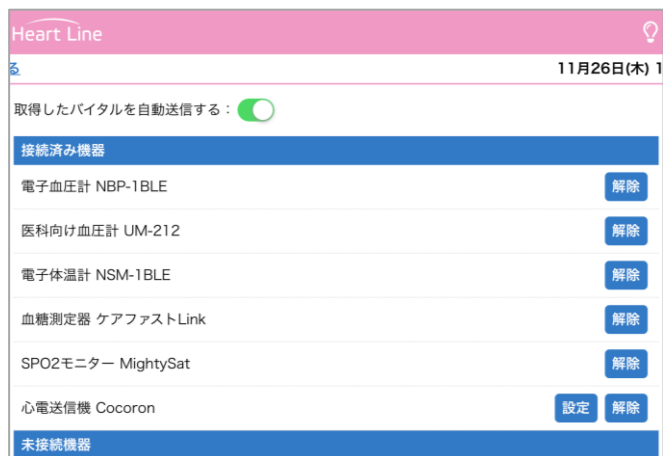 Heart Line
る
11月26日(木) 1
取得したバイタルを自動送信する：
接続済み機器
電子血圧計 NBP-1BLE 解除
医科向け血圧計 UM-212 解除
電子体温計 NSM-1BLE 解除
血糖測定器 ケアファストLink 解除
SPO2モニター MightySat 解除
心電送信機 Cocoron 設定 解除
未接続機器